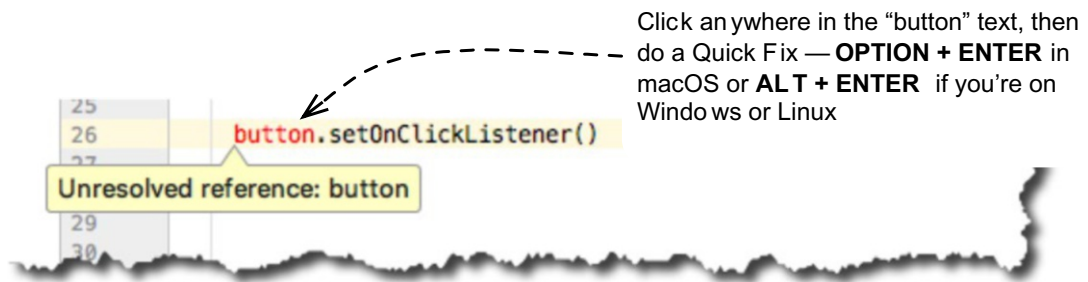 Click anywhere in the “button” text, then
do a Quick Fix — OPTION + ENTER in
macOS or ALT + ENTER if you’re on
Windows or Linux
25
26 button.setOnClickListener()
27
Unresolved reference: button
29
30